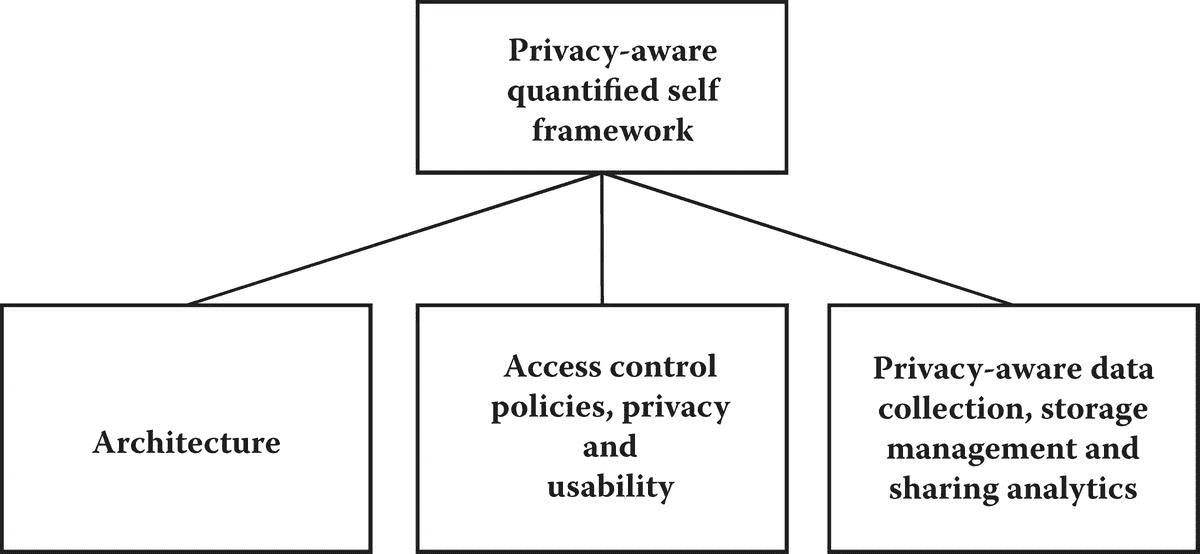 Privacy-aware
quantified self
framework
Architecture
Access control
policies, privacy
and
usability
Privacy-aware data
collection, storage
management and
sharing analytics